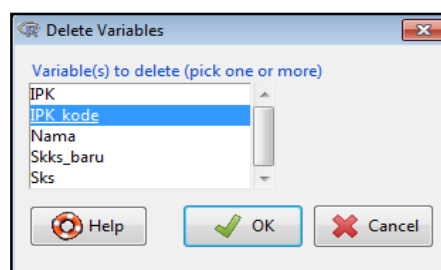 Delete Variables
Variable(s) to delete (pick one or more)
IPK
IPK_kode
Nama
Skks_baru
Sks
Help
OK
Cancel